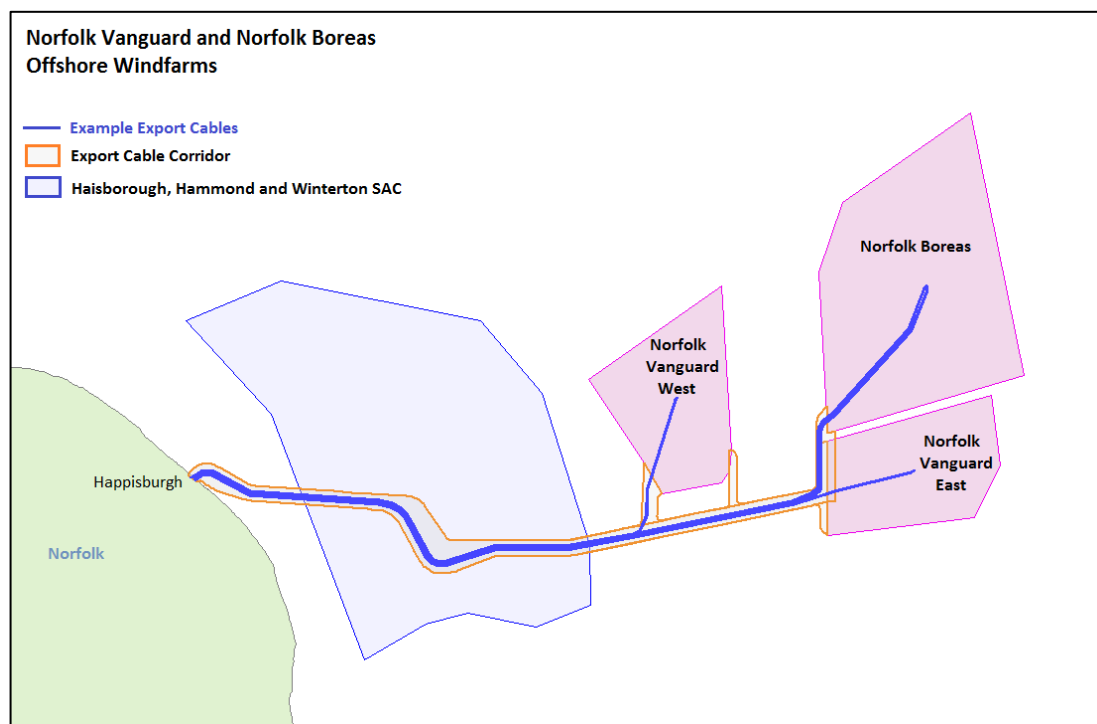 Norfolk Vanguard and Norfolk Boreas
Offshore Windfarms
Example Export Cables
Export Cable Corridor
Haisborough, Hammond and Winterton SAC
Norfolk Boreas
Norfolk
Vanguard
West
Norfolk
Vanguard
East
Happisburgh
Norfolk